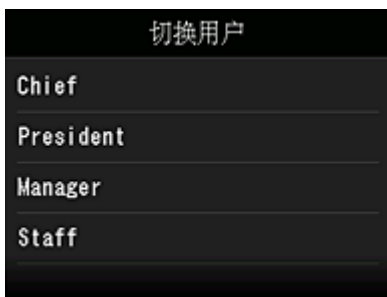 切换用户
Chief
President
Manager
Staff